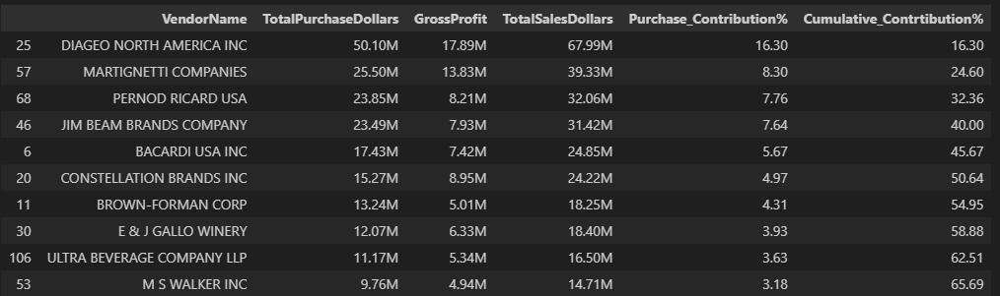 VendorName TotalPurchaseDollars GrossProfit TotalSalesDollars Purchase_Contribution% Cumulative_Contrtibution%
25 DIAGEO NORTH AMERICA INC 50.10M 17.89M 67.99M 16.30 16.30
57 MARTIGNETTI COMPANIES 25.50M 13.83M 39.33M 8.30 24.60
68 PERNOD RICARD USA 23.85M 8.21M 32.06M 7.76 32.36
46 JIM BEAM BRANDS COMPANY 23.49M 7.93M 31.42M 7.64 40.00
6 BACARDI USA INC 17.43M 7.42M 24.85M 5.67 45.67
20 CONSTELLATION BRANDS INC 15.27M 8.95M 24.22M 4.97 50.64
11 BROWN-FORMAN CORP 13.24M 5.01M 18.25M 4.31 54.95
30 E & J GALLO WINERY 12.07M 6.33M 18.40M 3.93 58.88
106 ULTRA BEVERAGE COMPANY LLP 11.17M 5.34M 16.50M 3.63 62.51
53 M S WALKER INC 9.76M 4.94M 14.71M 3.18 65.69